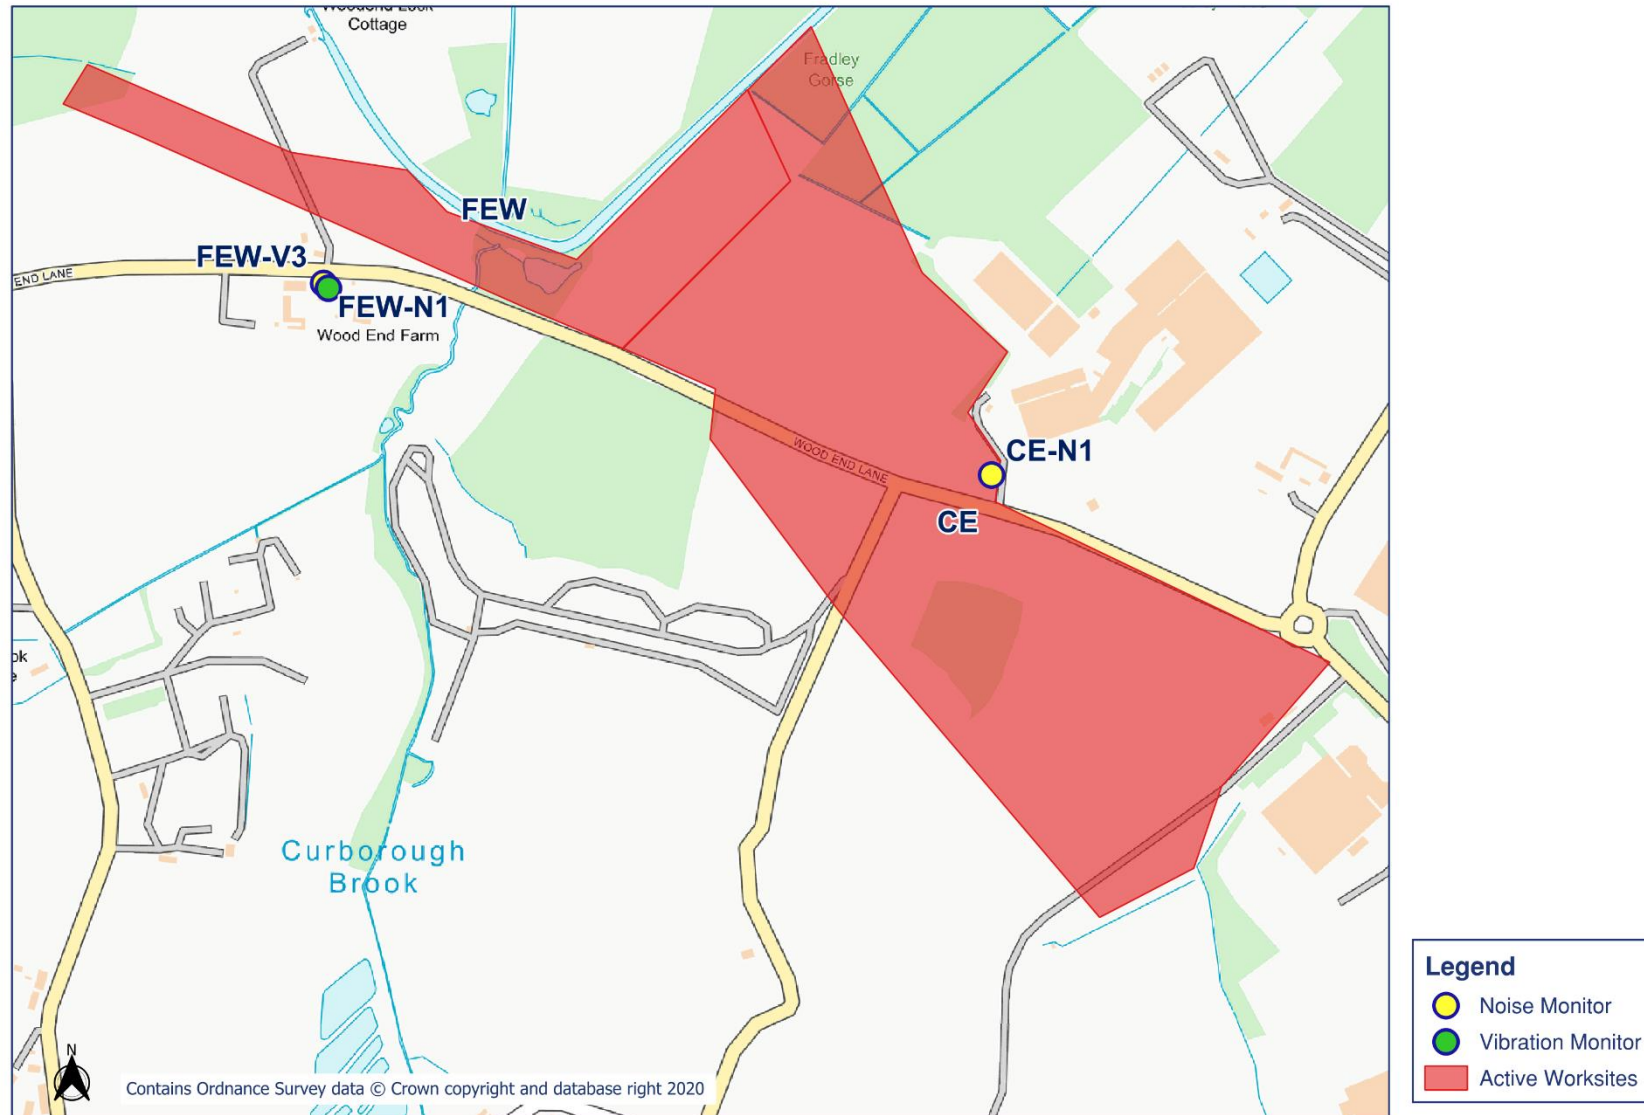 Cottage
Fradley
Gorse
FEW
FEW-V3
END LANE
FEW-N1
Wood End Farm
WOOD END LANE
CE-N1
CE
Curborough
Brook
N
Contains Ordnance Survey data © Crown copyright and database right 2020
Legend
Noise Monitor
Vibration Monitor
Active Worksites